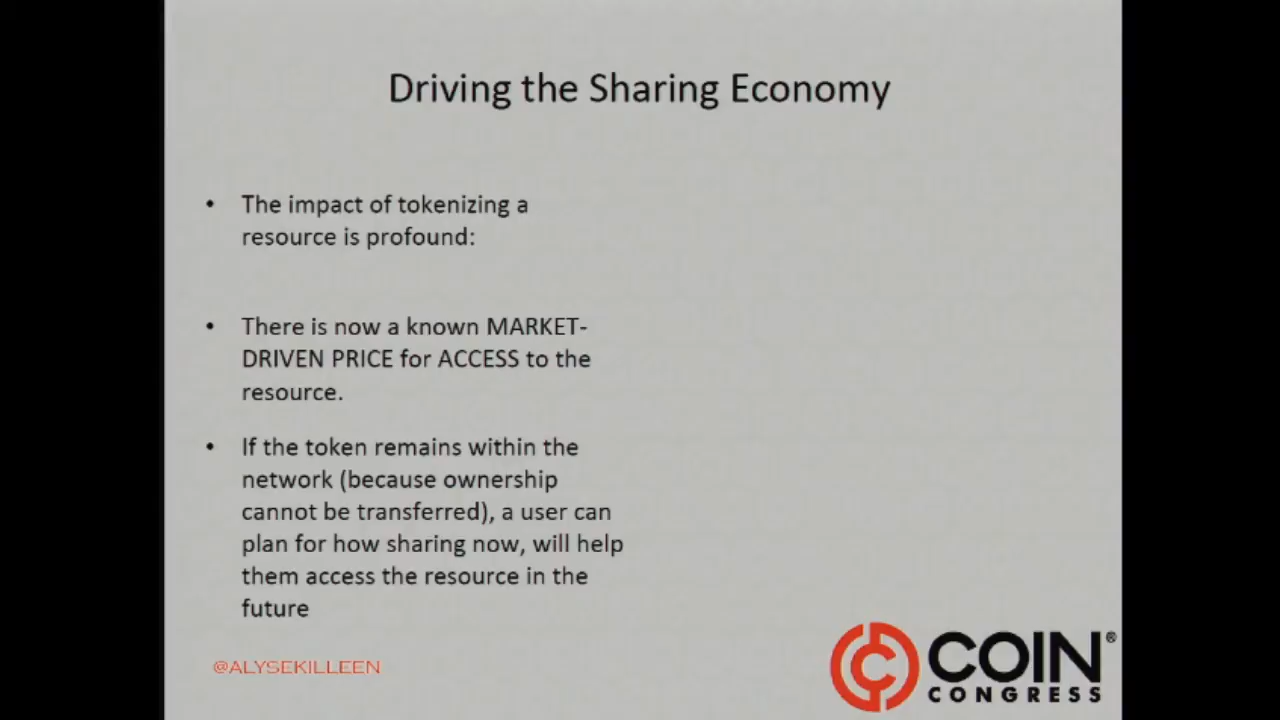 Driving the Sharing Economy
• The impact of tokenizing a
resource is profound:
• There is now a known MARKET-
DRIVEN PRICE for ACCESS to the
resource.
• If the token remains within the
network (because ownership
cannot be transferred), a user can
plan for how sharing now, will help
them access the resource in the
future
@ALYSEKILLEEN
COIN®
CONGRESS